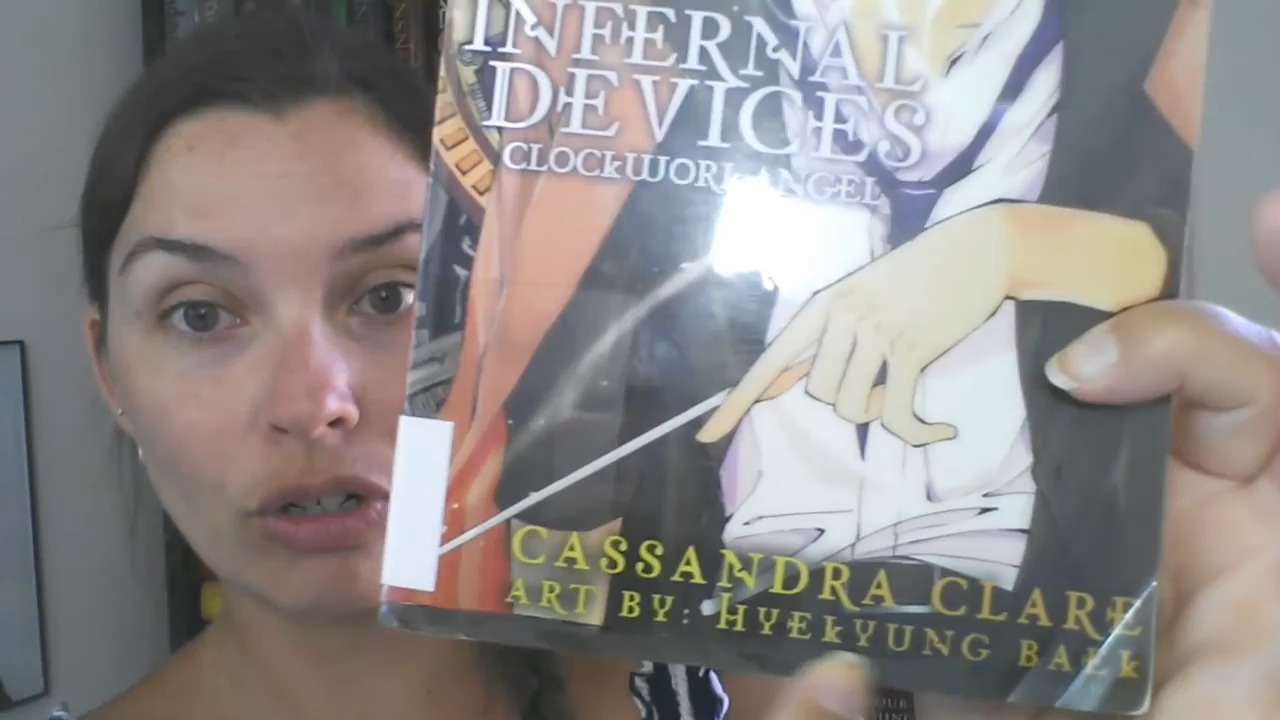 INFERNAL
DEVICES
CLOCKWORK ANGEL
CASSANDRA CLARE
ART BY: HYEKYUNG BAEK